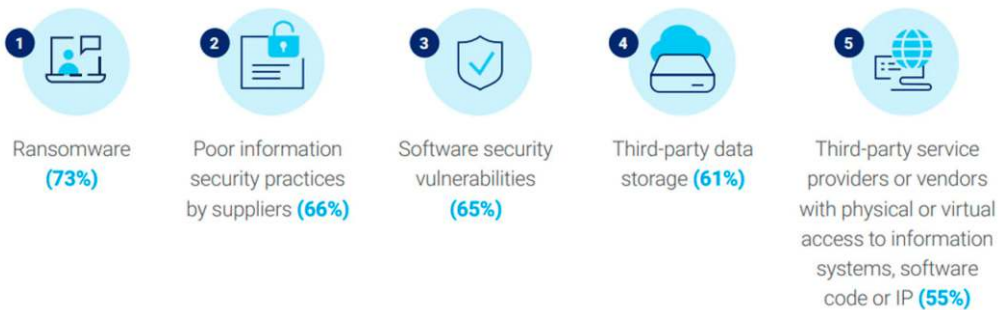 1
Ransomware
(73%)
2
Poor information
security practices
by suppliers (66%)
3
Software security
vulnerabilities
(65%)
4
Third-party data
storage (61%)
5
Third-party service
providers or vendors
with physical or virtual
access to information
systems, software
code or IP (55%)